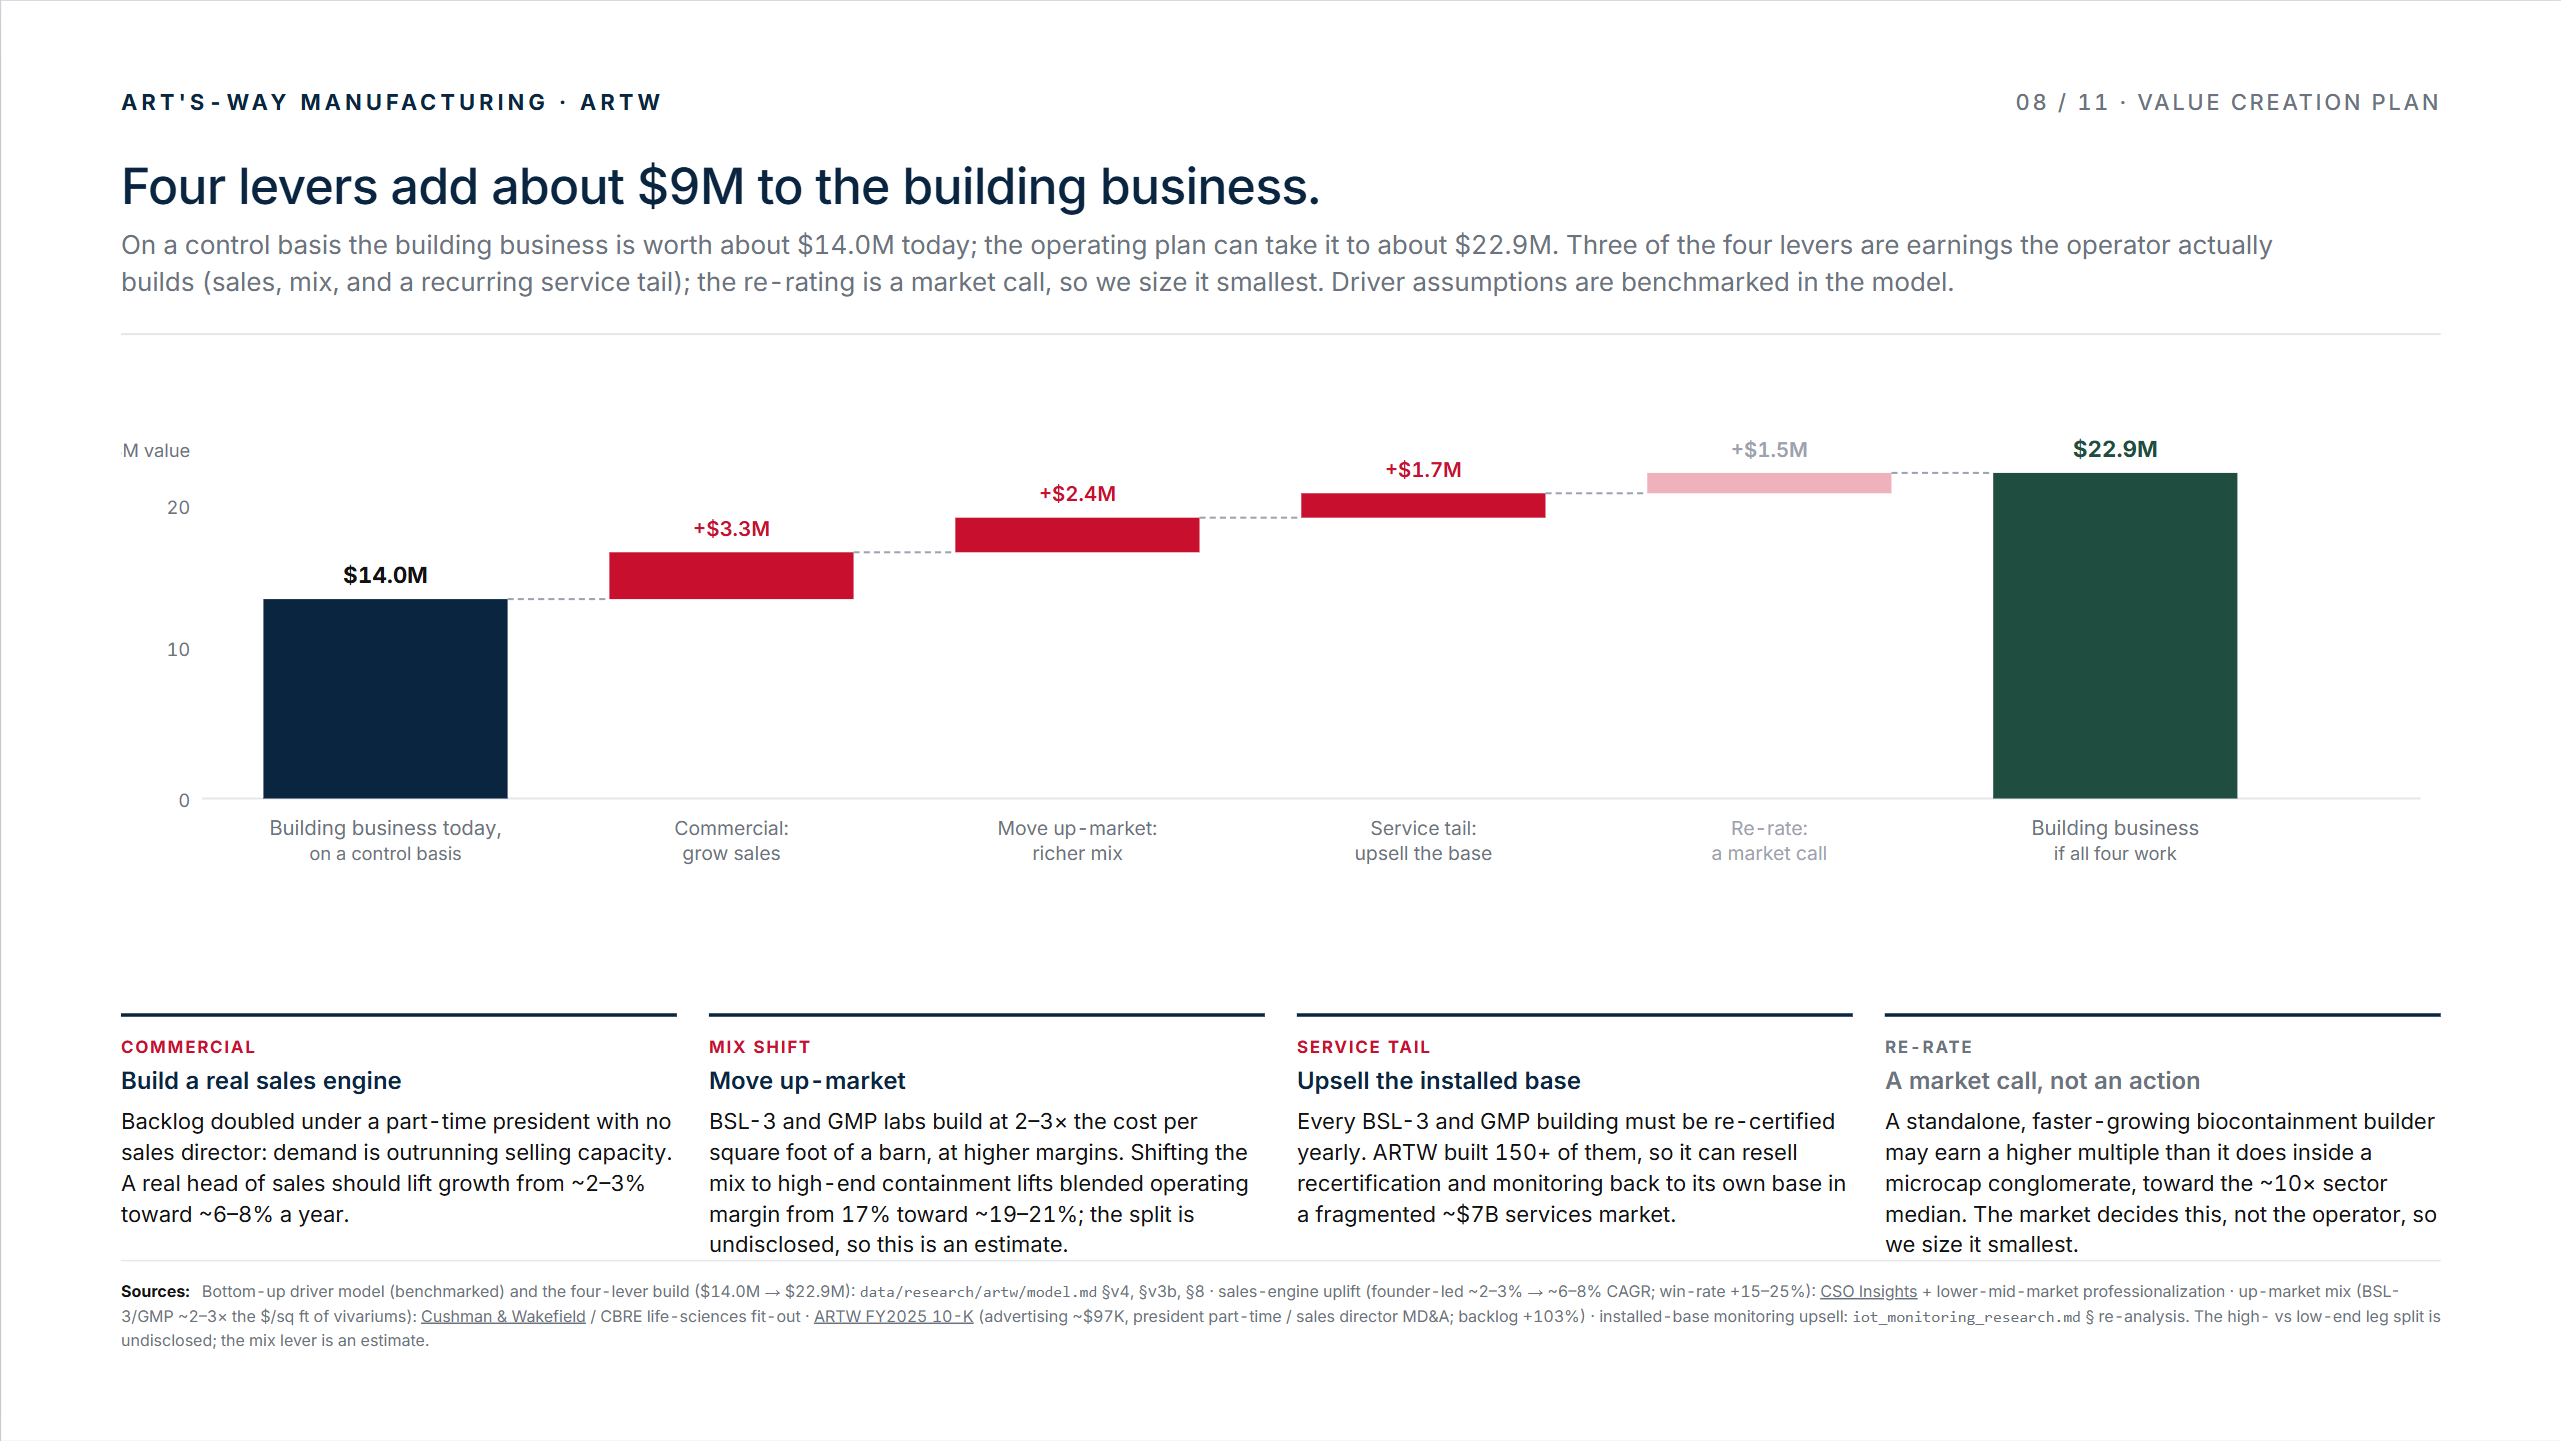 ART'S-WAY MANUFACTURING · ARTW
08 / 11 · VALUE CREATION PLAN
Four levers add about $9M to the building business.
On a control basis the building business is worth about $14.0M today; the operating plan can take it to about $22.9M. Three of the four levers are earnings the operator actually
builds (sales, mix, and a recurring service tail); the re-rating is a market call, so we size it smallest. Driver assumptions are benchmarked in the model.
M value
20
10
0
$14.0M
+$3.3M
+$2.4M
+$1.7M
+$1.5M
$22.9M
Building business today,
on a control basis
Commercial:
grow sales
Move up-market:
richer mix
Service tail:
upsell the base
Re-rate:
a market call
Building business
if all four work
COMMERCIAL
Build a real sales engine
Backlog doubled under a part-time president with no
sales director: demand is outrunning selling capacity.
A real head of sales should lift growth from ~2–3%
toward ~6–8% a year.
MIX SHIFT
Move up-market
BSL-3 and GMP labs build at 2–3× the cost per
square foot of a barn, at higher margins. Shifting the
mix to high-end containment lifts blended operating
margin from 17% toward ~19–21%; the split is
undisclosed, so this is an estimate.
SERVICE TAIL
Upsell the installed base
Every BSL-3 and GMP building must be re-certified
yearly. ARTW built 150+ of them, so it can resell
recertification and monitoring back to its own base in
a fragmented ~$7B services market.
RE-RATE
A market call, not an action
A standalone, faster-growing biocontainment builder
may earn a higher multiple than it does inside a
microcap conglomerate, toward the ~10× sector
median. The market decides this, not the operator, so
we size it smallest.
Sources: Bottom-up driver model (benchmarked) and the four-lever build ($14.0M → $22.9M): data/research/artw/model.md §v4, §v3b, §8 · sales-engine uplift (founder-led ~2–3% → ~6–8% CAGR; win-rate +15–25%): CSO Insights + lower-mid-market professionalization · up-market mix (BSL-
3/GMP ~2–3× the $/sq ft of vivariums): Cushman & Wakefield / CBRE life-sciences fit-out · ARTW FY2025 10-K (advertising ~$97K, president part-time / sales director MD&A; backlog +103%) · installed-base monitoring upsell: iot_monitoring_research.md § re-analysis. The high- vs low-end leg split is
undisclosed; the mix lever is an estimate.